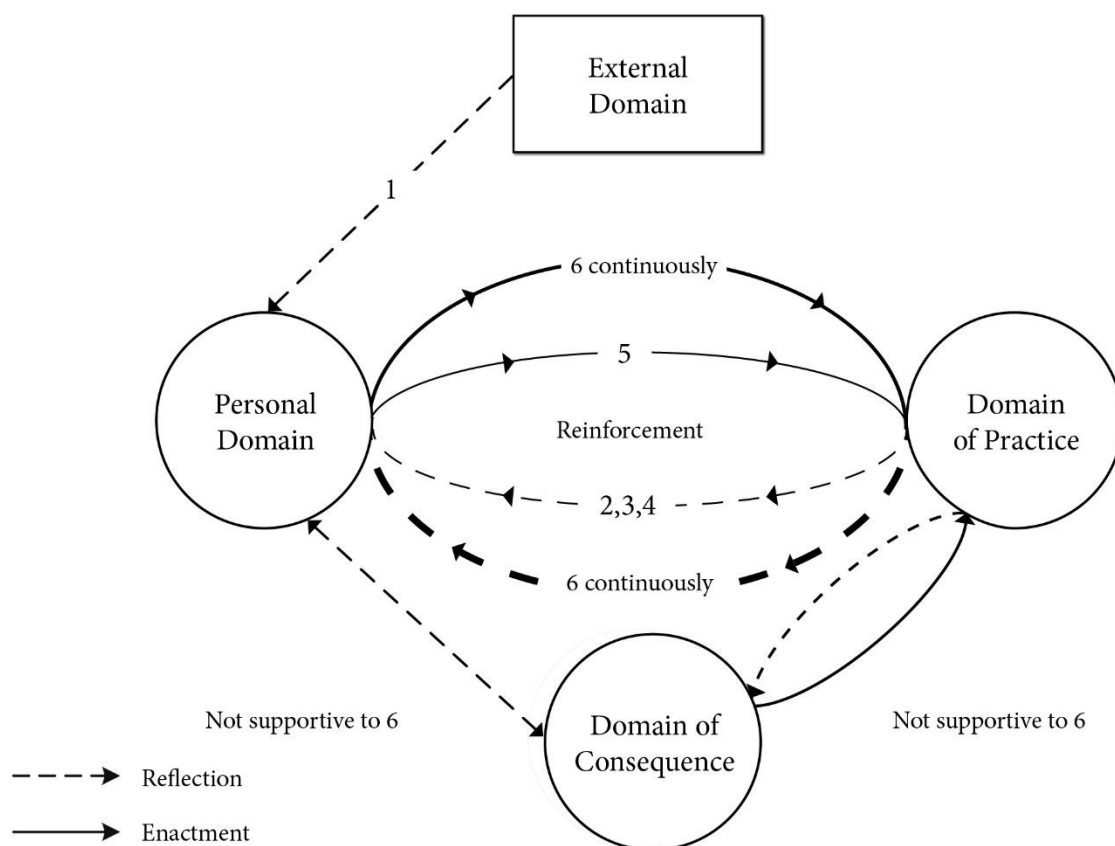 External
Domain
1
6 continuously
5
Personal
Domain
Reinforcement
Domain
of Practice
2,3,4
6 continuously
Not supportive to 6
Domain of
Consequence
Not supportive to 6
Reflection
Enactment